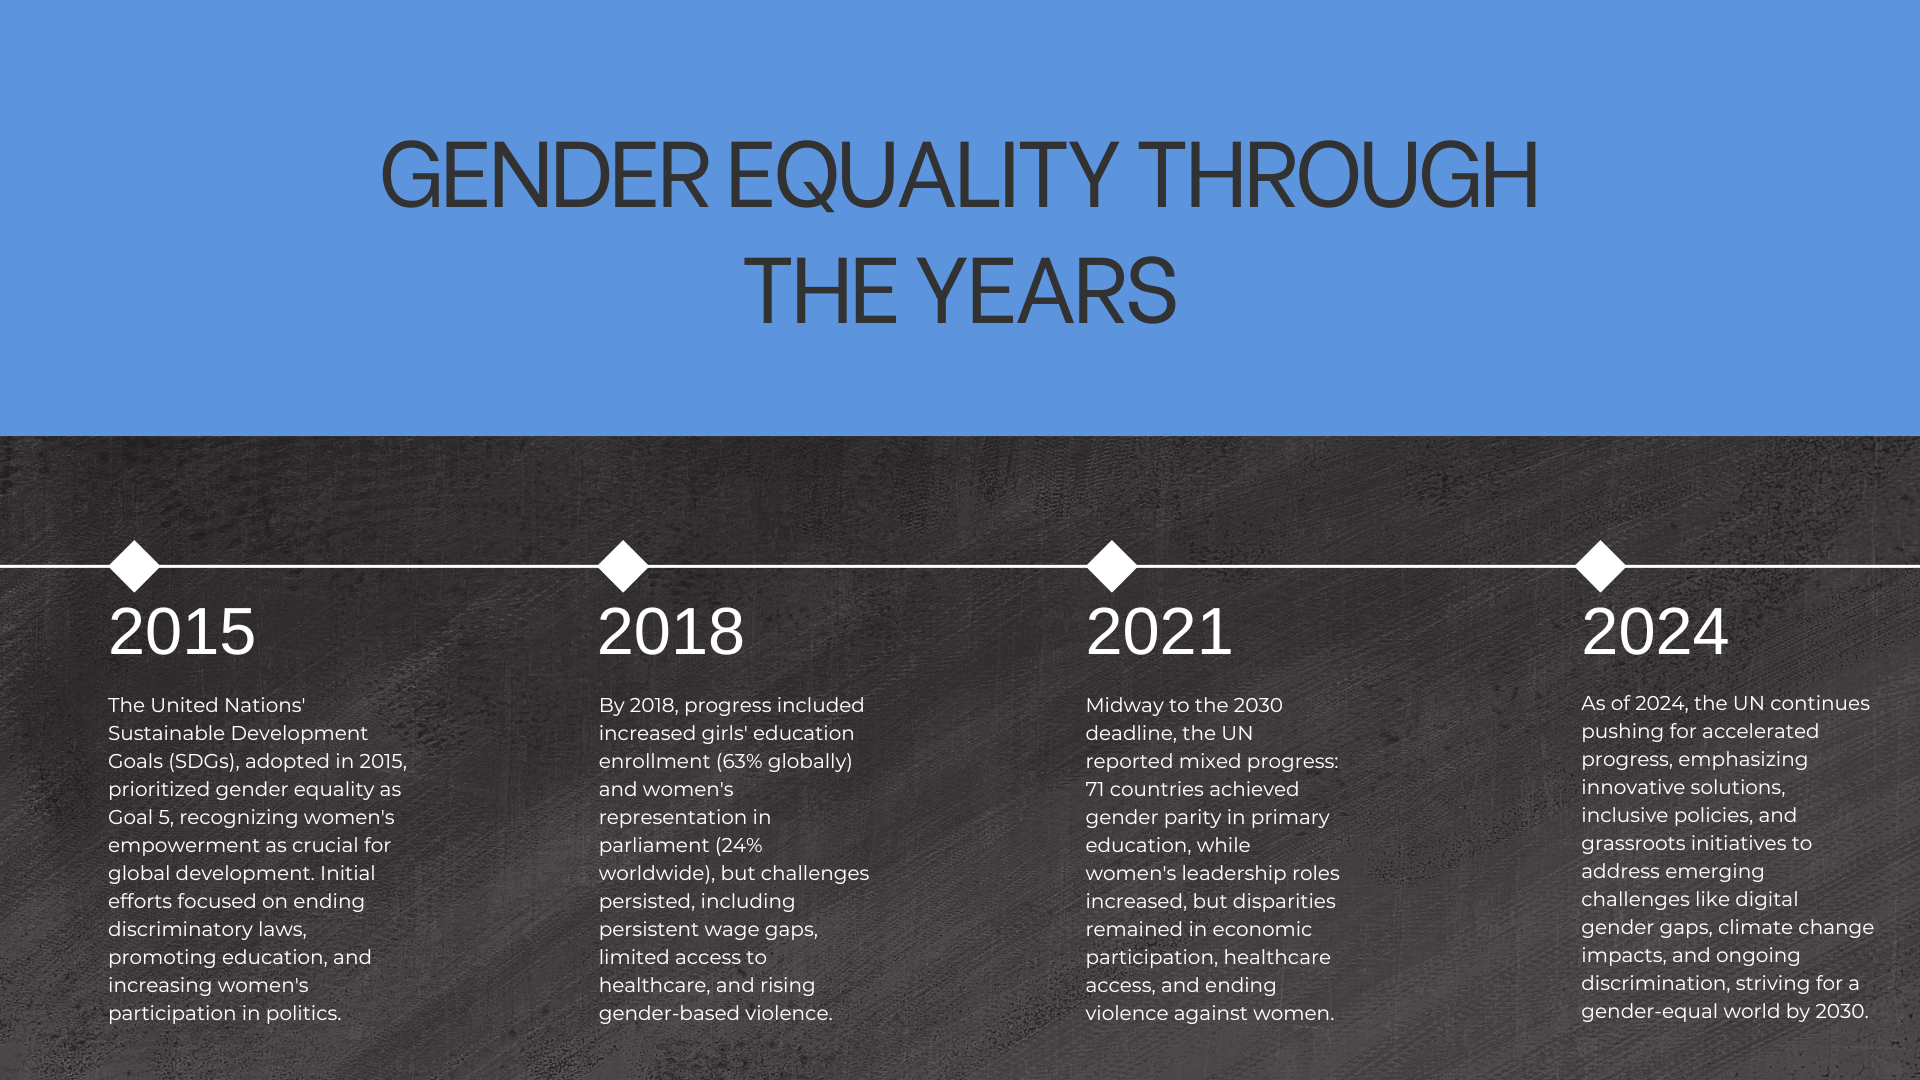 GENDER EQUALITY THROUGH
THE YEARS
2015
The United Nations'
Sustainable Development
Goals (SDGs), adopted in 2015,
prioritized gender equality as
Goal 5, recognizing women's
empowerment as crucial for
global development. Initial
efforts focused on ending
discriminatory laws,
promoting education, and
increasing women's
participation in politics.
2018
By 2018, progress included
increased girls' education
enrollment (63% globally)
and women's
representation in
parliament (24%
worldwide), but challenges
persisted, including
persistent wage gaps,
limited access to
healthcare, and rising
gender-based violence.
2021
Midway to the 2030
deadline, the UN
reported mixed progress:
71 countries achieved
gender parity in primary
education, while
women's leadership roles
increased, but disparities
remained in economic
participation, healthcare
access, and ending
violence against women.
2024
As of 2024, the UN continues
pushing for accelerated
progress, emphasizing
innovative solutions,
inclusive policies, and
grassroots initiatives to
address emerging
challenges like digital
gender gaps, climate change
impacts, and ongoing
discrimination, striving for a
gender-equal world by 2030.